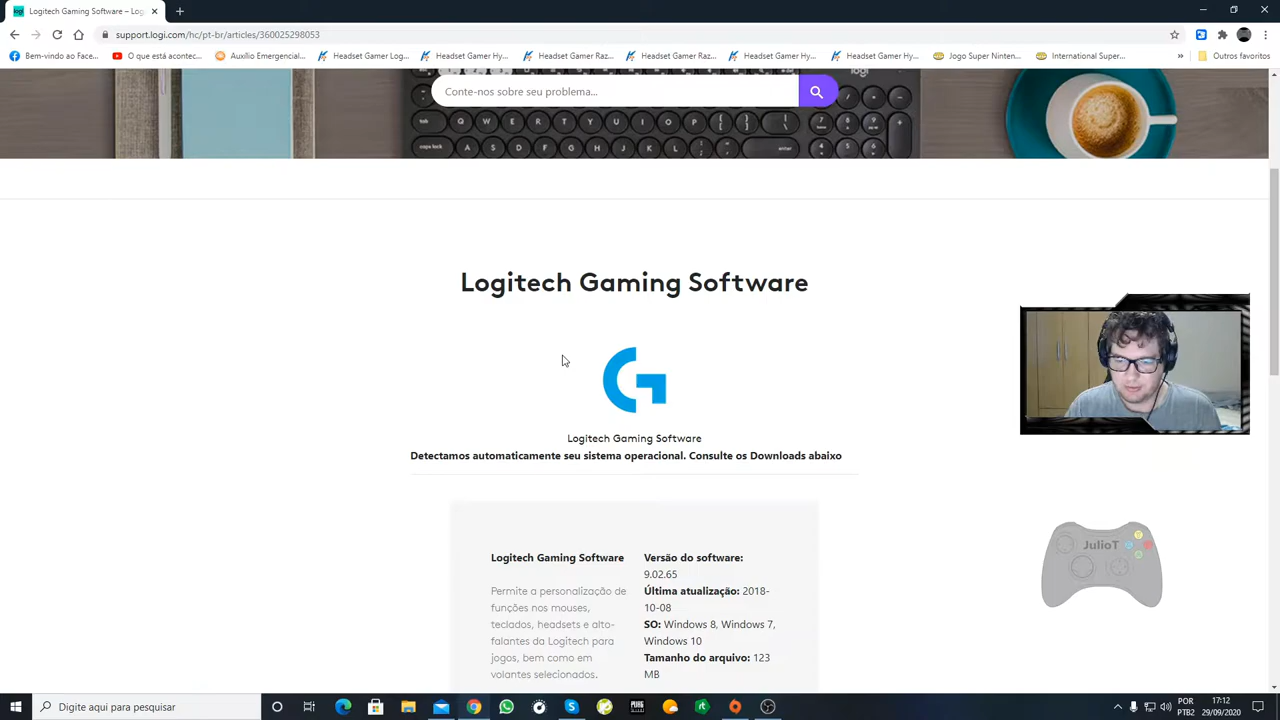 Logitech Gaming Software – Log
support.logi.com/hc/pt-br/articles/360025298053
Bem-vindo ao Face...
O que está acontec...
Auxílio Emergencial...
Headset Gamer Log...
Headset Gamer Hy...
Headset Gamer Raz...
Headset Gamer Raz...
Headset Gamer Hy...
Headset Gamer Hy...
Jogo Super Ninten...
International Super...
Outros favoritos
logi
Conte-nos sobre seu problema...
tab Q W E R T Y U I O P
caps lock A S D F G H J K L enter
Logitech Gaming Software
Logitech Gaming Software
Detectamos automaticamente seu sistema operacional. Consulte os Downloads abaixo
Logitech Gaming Software
Permite a personalização de
funções nos mouses,
teclados, headsets e alto-
falantes da Logitech para
jogos, bem como em
volantes selecionados.
Versão do software:
9.02.65
Última atualização: 2018-
10-08
SO: Windows 8, Windows 7,
Windows 10
Tamanho do arquivo: 123
MB
JulioT
Digite aqui para pesquisar
POR
PTB2
17:12
29/09/2020